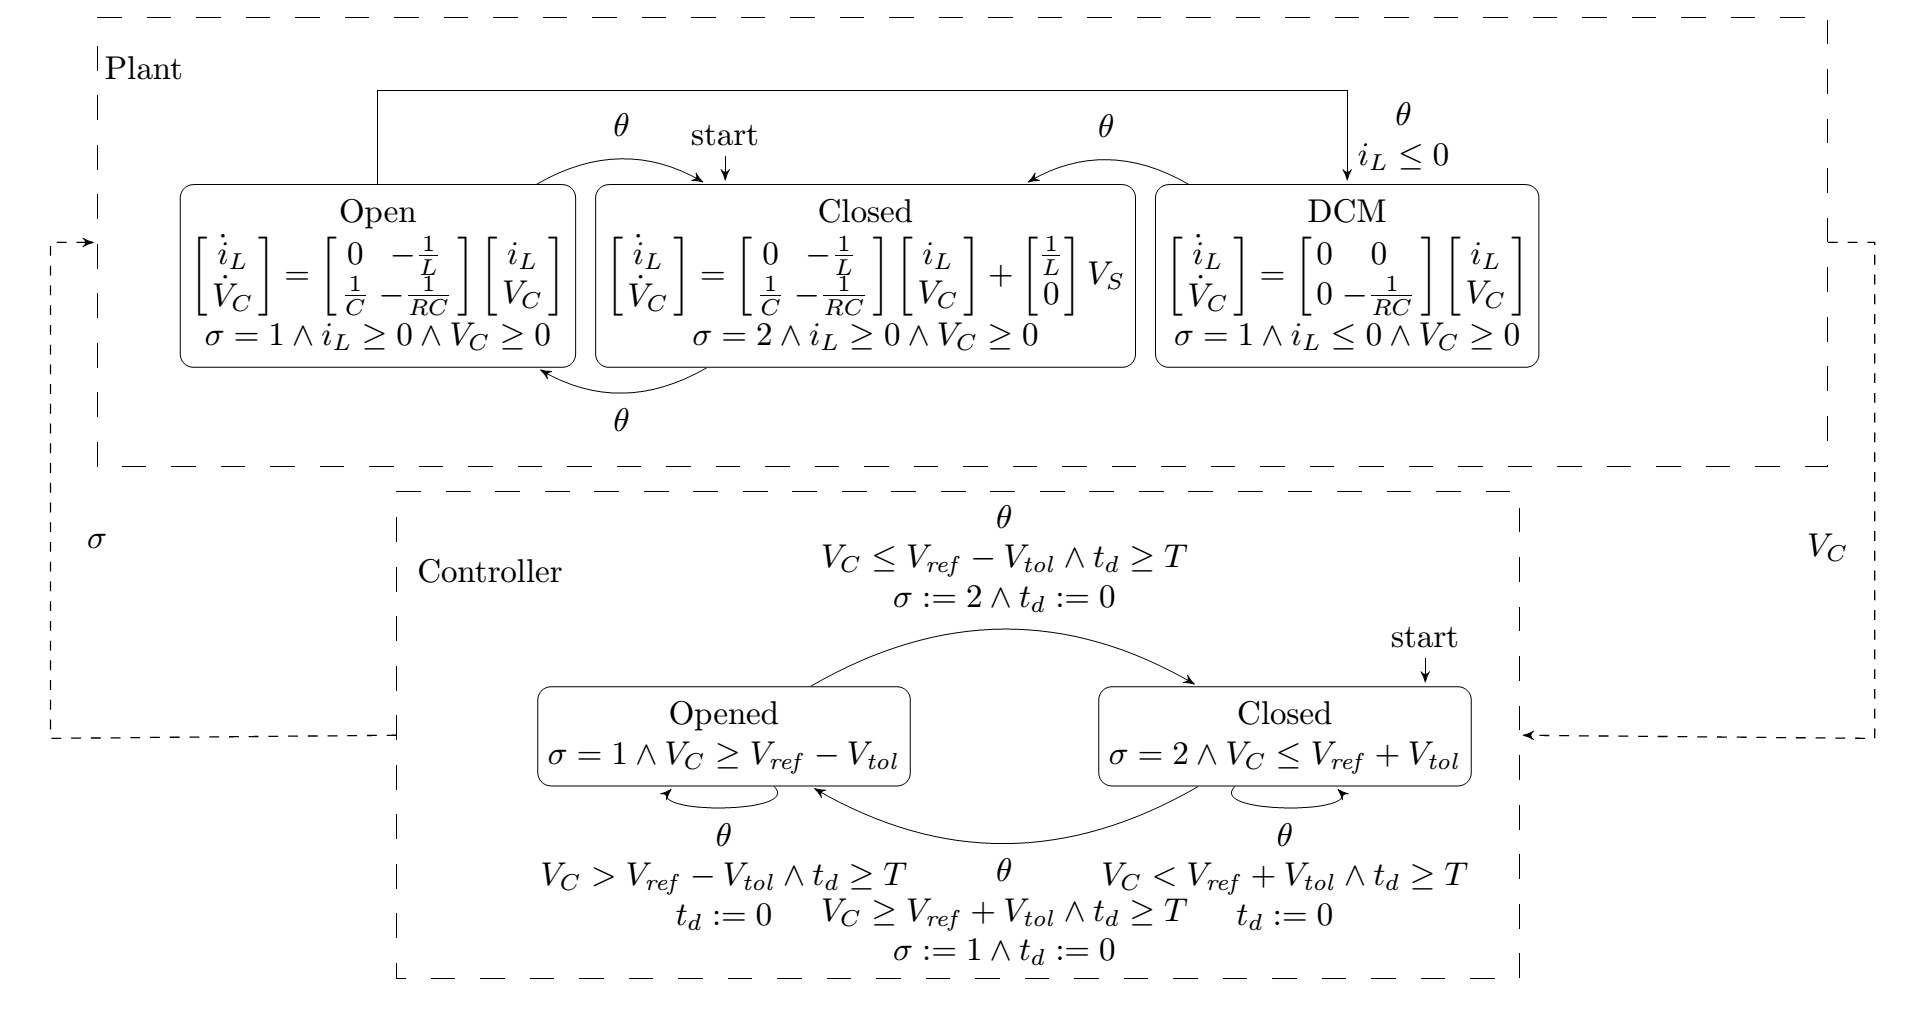 Plant
θ
start
θ
θ
i_L ≤ 0
Open
[i̇_L; V̇_C] = [0 -1/L; 1/C -1/RC] [i_L; V_C]
σ = 1 ∧ i_L ≥ 0 ∧ V_C ≥ 0
Closed
[i̇_L; V̇_C] = [0 -1/L; 1/C -1/RC] [i_L; V_C] + [1/L; 0] V_S
σ = 2 ∧ i_L ≥ 0 ∧ V_C ≥ 0
DCM
[i̇_L; V̇_C] = [0 0; 0 -1/RC] [i_L; V_C]
σ = 1 ∧ i_L ≤ 0 ∧ V_C ≥ 0
θ
σ
V_C
Controller
θ
V_C ≤ V_ref − V_tol ∧ t_d ≥ T
σ := 2 ∧ t_d := 0
start
Opened
σ = 1 ∧ V_C ≥ V_ref − V_tol
Closed
σ = 2 ∧ V_C ≤ V_ref + V_tol
θ
V_C > V_ref − V_tol ∧ t_d ≥ T
t_d := 0
θ
V_C ≥ V_ref + V_tol ∧ t_d ≥ T
σ := 1 ∧ t_d := 0
θ
V_C < V_ref + V_tol ∧ t_d ≥ T
t_d := 0